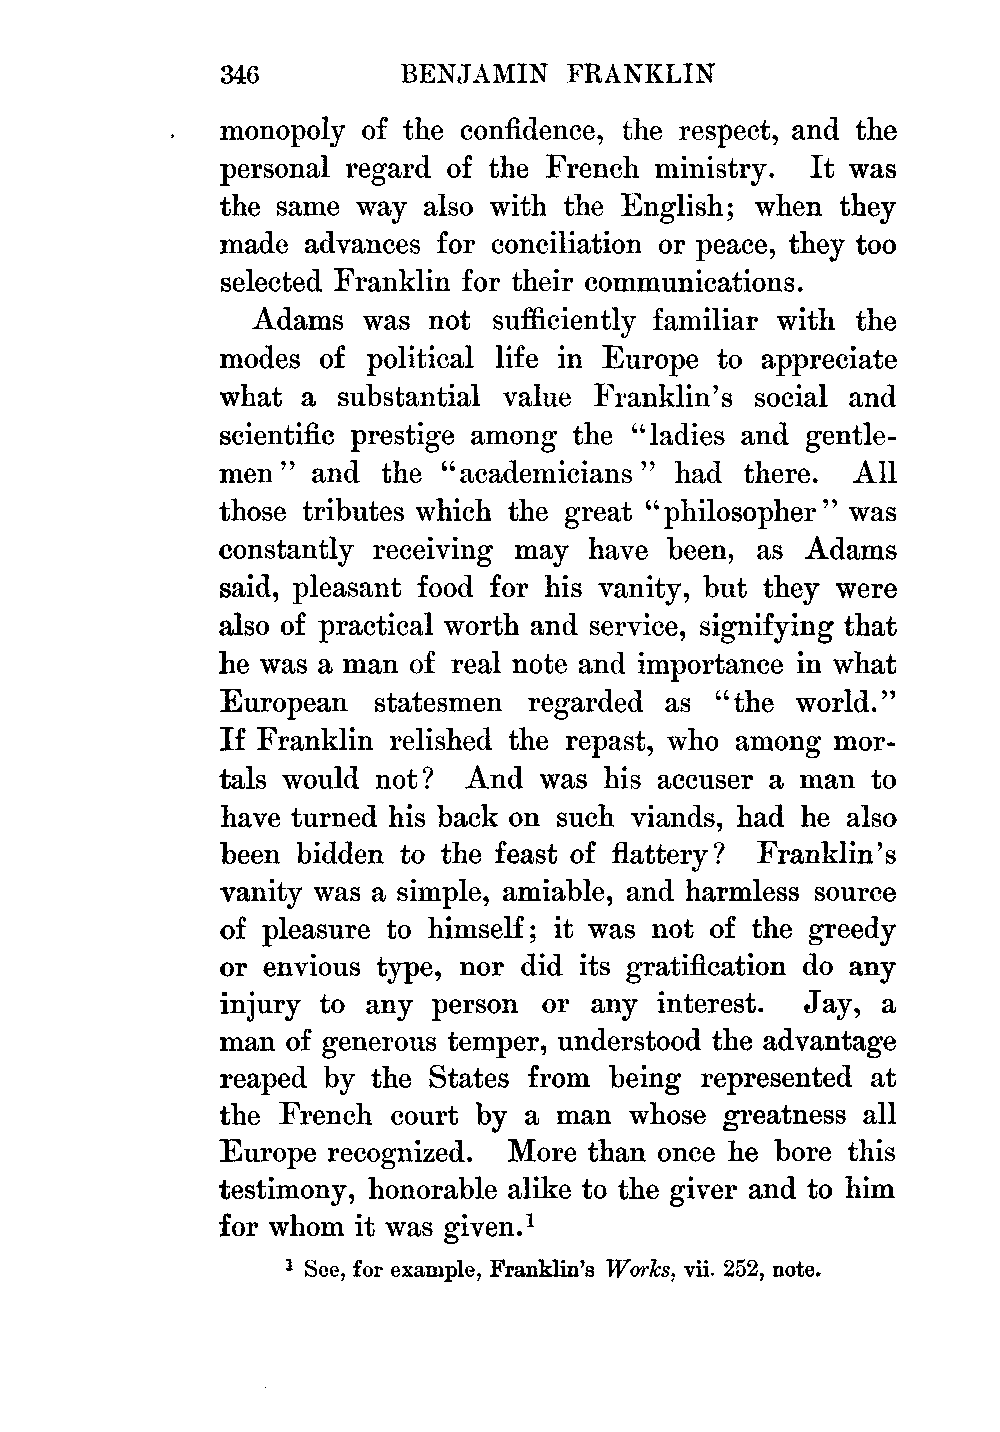 346 BENJAMIN FRANKLIN
monopoly of the confidence, the respect, and the
personal regard of the French ministry. It was
the same way also with the English; when they
made advances for conciliation or peace, they too
selected Franklin for their communications.
Adams was not sufficiently familiar with the
modes of political life in Europe to appreciate
what a substantial value Franklin's social and
scientific prestige among the "ladies and gentle-
men" and the "academicians" had there. All
those tributes which the great "philosopher" was
constantly receiving may have been, as Adams
said, pleasant food for his vanity, but they were
also of practical worth and service, signifying that
he was a man of real note and importance in what
European statesmen regarded as "the world."
If Franklin relished the repast, who among mor-
tals would not? And was his accuser a man to
have turned his back on such viands, had he also
been bidden to the feast of flattery? Franklin's
vanity was a simple, amiable, and harmless source
of pleasure to himself; it was not of the greedy
or envious type, nor did its gratification do any
injury to any person or any interest. Jay, a
man of generous temper, understood the advantage
reaped by the States from being represented at
the French court by a man whose greatness all
Europe recognized. More than once he bore this
testimony, honorable alike to the giver and to him
for whom it was given.¹
¹ See, for example, Franklin's Works, vii. 252, note.